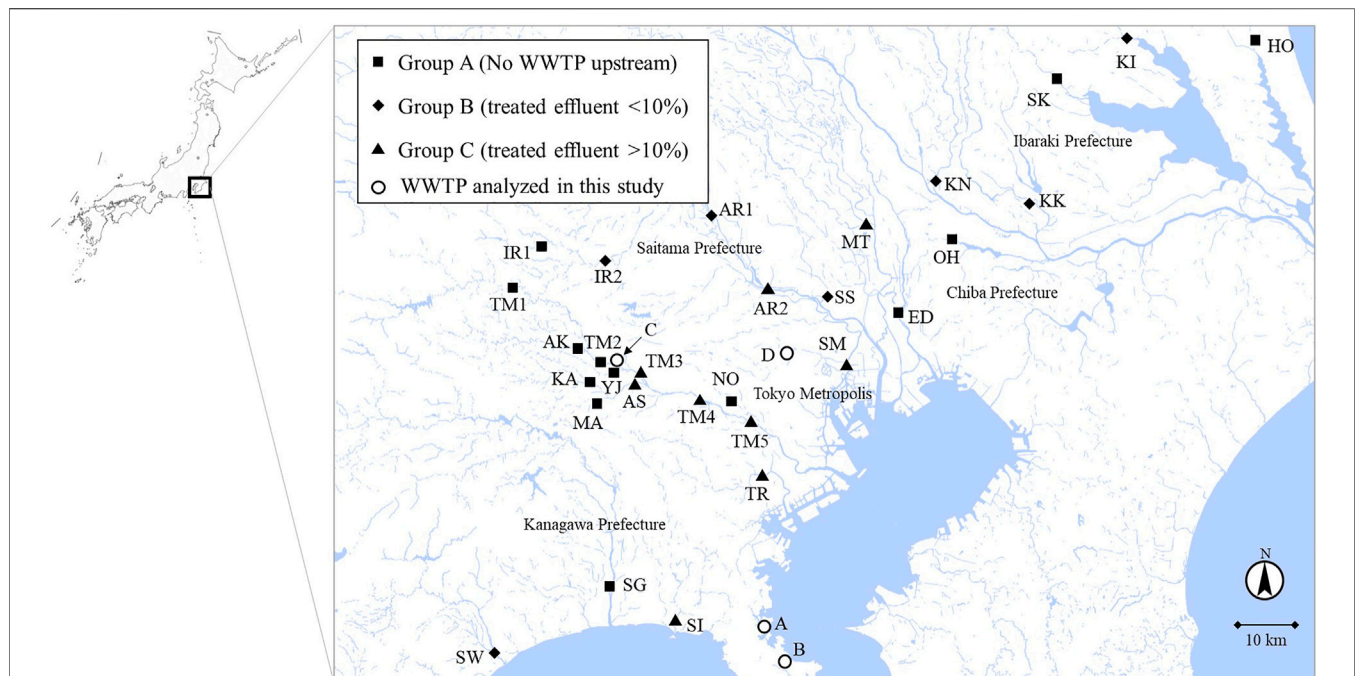 Group A (No WWTP upstream)
Group B (treated effluent <10%)
Group C (treated effluent >10%)
WWTP analyzed in this study
HO
KI
SK
Ibaraki Prefecture
KN
KK
AR1
MT
Saitama Prefecture
IR1
IR2
OH
TM1
Chiba Prefecture
AR2
SS
ED
C
AK
TM2
SM
D
TM3
KA
YJ
NO
Tokyo Metropolis
AS
MA
TM4
TM5
TR
Kanagawa Prefecture
N
SG
SI
A
10 km
B
SW